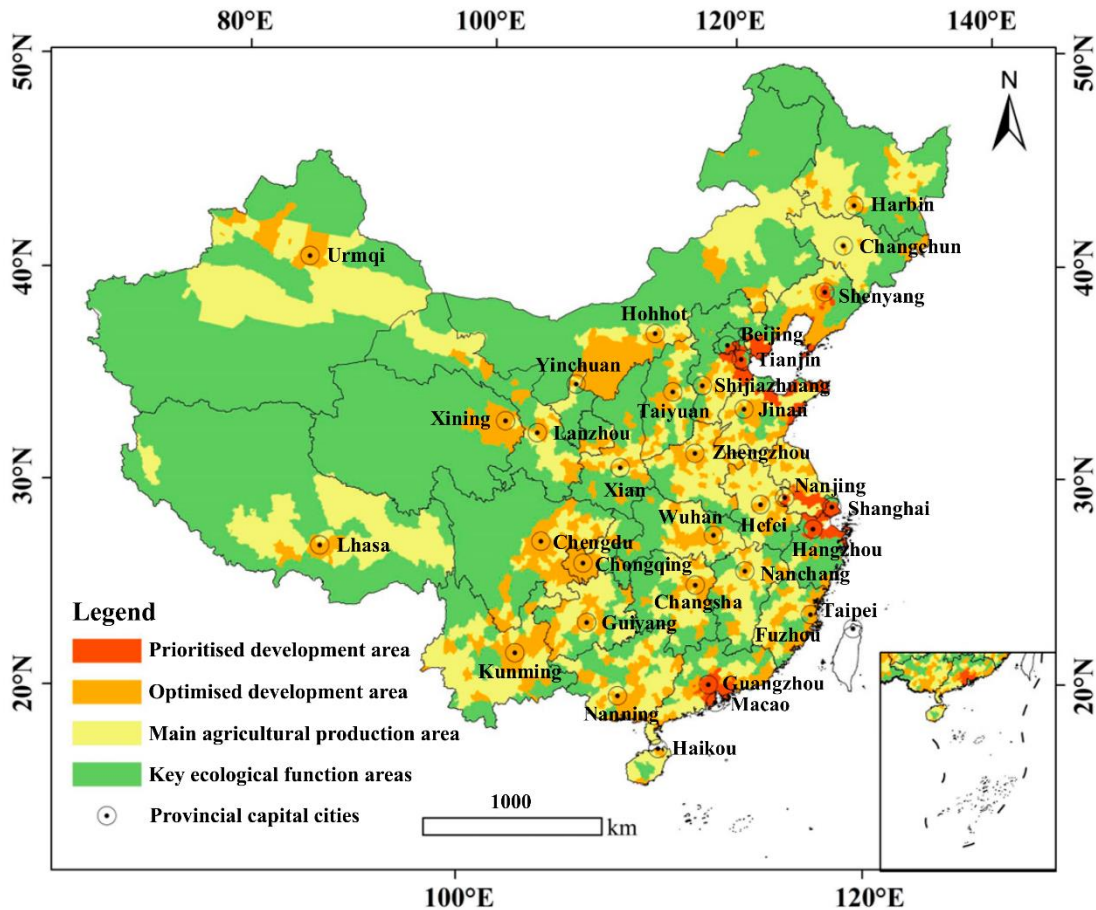 80°E
100°E
120°E
140°E
50°N
50°N
N
Harbin
Changchun
Urmqi
40°N
40°N
Shenyang
Hohhot
Beijing
Tianjin
Yinchuan
Shijiazhuang
Taiyuan
Jinan
Xining
Lanzhou
Zhengzhou
30°N
30°N
Xian
Nanjing
Shanghai
Wuhan
Hefei
Hangzhou
Lhasa
Chengdu
Chongqing
Nanchang
Changsha
Taipei
Legend
Guiyang
Fuzhou
Prioritised development area
Kunming
20°N
20°N
Optimised development area
Guangzhou
Nanning
Macao
Main agricultural production area
Haikou
Key ecological function areas
Provincial capital cities
1000
km
100°E
120°E